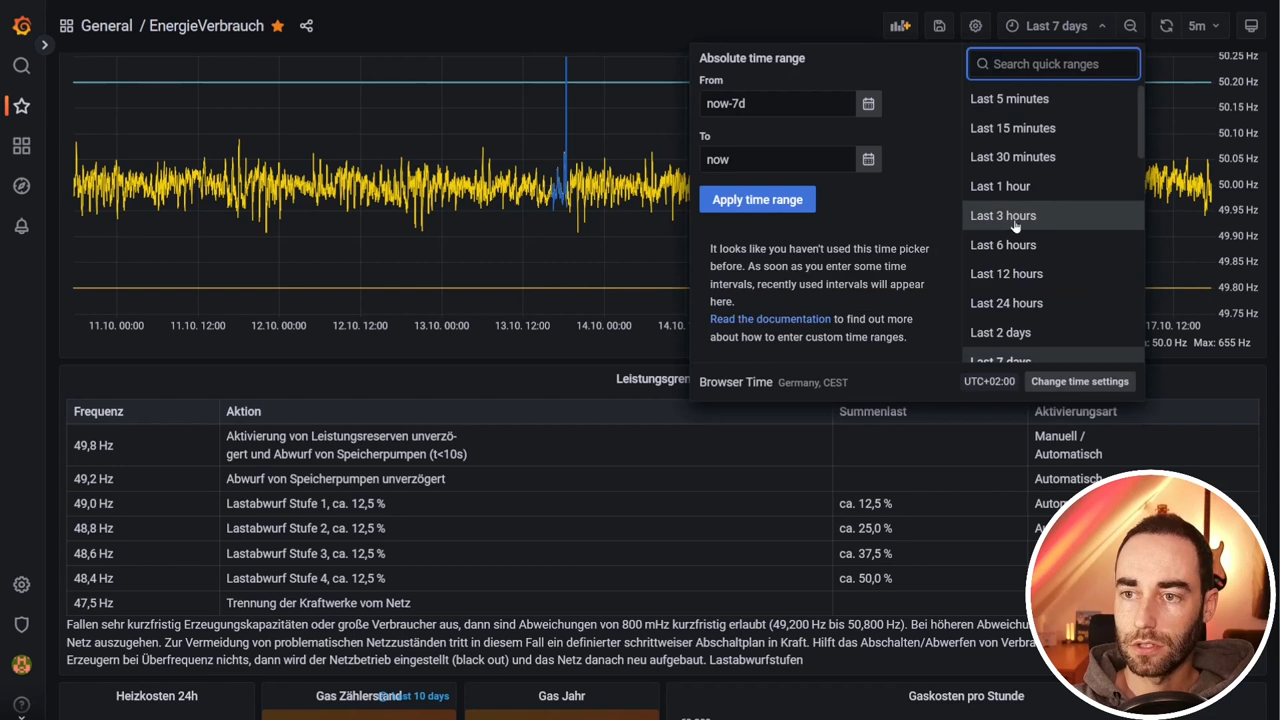 General / EnergieVerbrauch
Last 7 days
5m
Absolute time range
From
now-7d
To
now
Apply time range
It looks like you haven't used this time picker
before. As soon as you enter some time
intervals, recently used intervals will appear
here.
Read the documentation to find out more
about how to enter custom time ranges.
Search quick ranges
Last 5 minutes
Last 15 minutes
Last 30 minutes
Last 1 hour
Last 3 hours
Last 6 hours
Last 12 hours
Last 24 hours
Last 2 days
Last 7 days
Browser Time Germany, CEST
UTC+02:00
Change time settings
50.25 Hz
50.20 Hz
50.15 Hz
50.10 Hz
50.05 Hz
50.00 Hz
49.95 Hz
49.90 Hz
49.85 Hz
49.80 Hz
49.75 Hz
11.10. 00:00 11.10. 12:00 12.10. 00:00 12.10. 12:00 13.10. 00:00 13.10. 12:00 14.10. 00:00 14.10. 17.10. 12:00
50.0 Hz Max: 655 Hz
Frequenz Aktion Summenlast Aktivierungsart
49,8 Hz Aktivierung von Leistungsreserven unverzö-
gert und Abwurf von Speicherpumpen (t<10s)
Manuell /
Automatisch
49,2 Hz Abwurf von Speicherpumpen unverzögert Automatisch
49,0 Hz Lastabwurf Stufe 1, ca. 12,5 % ca. 12,5 %
48,8 Hz Lastabwurf Stufe 2, ca. 12,5 % ca. 25,0 %
48,6 Hz Lastabwurf Stufe 3, ca. 12,5 % ca. 37,5 %
48,4 Hz Lastabwurf Stufe 4, ca. 12,5 % ca. 50,0 %
47,5 Hz Trennung der Kraftwerke vom Netz
Fallen sehr kurzfristig Erzeugungskapazitäten oder große Verbraucher aus, dann sind Abweichungen von 800 mHz kurzfristig erlaubt (49,200 Hz bis 50,800 Hz). Bei höheren
Netz auszugehen. Zur Vermeidung von problematischen Netzzuständen tritt in diesem Fall ein definierter schrittweiser Abschaltplan in Kraft. Hilft das Abschalten/Abwerfen von
Erzeugern bei Überfrequenz nichts, dann wird der Netzbetrieb eingestellt (black out) und das Netz danach neu aufgebaut. Lastabwurfstufen
Heizkosten 24h
Gas Zählerstand Last 10 days
Gas Jahr
Gaskosten pro Stunde